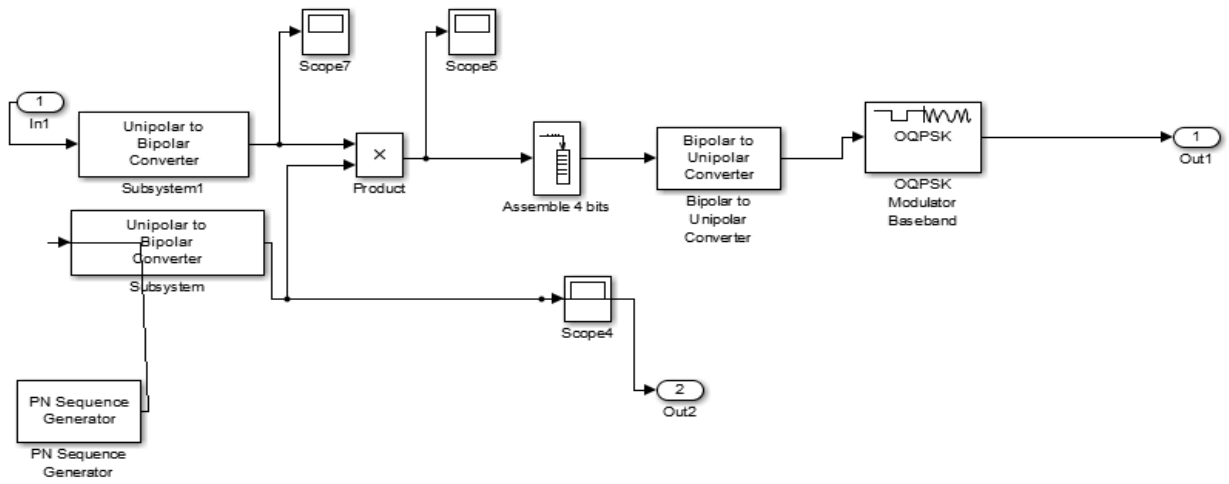 Scope7
Scope5
1
In1
Unipolar to
Bipolar
Converter
Subsystem1
×
Product
Assemble 4 bits
Bipolar to
Unipolar
Converter
Bipolar to
Unipolar
Converter
OQPSK
OQPSK
Modulator
Baseband
1
Out1
Unipolar to
Bipolar
Converter
Subsystem
Scope4
2
Out2
PN Sequence
Generator
PN Sequence
Generator